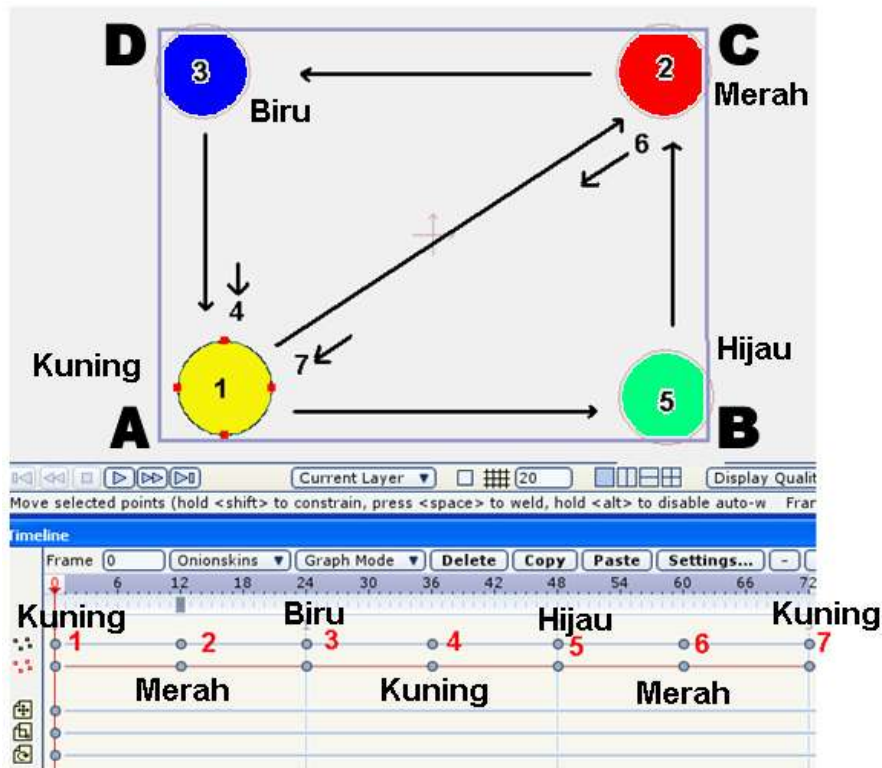 D
3
Biru
2
C
Merah
6
4
7
Kuning
1
A
Hijau
5
B
Current Layer
20
Display Qualit
Move selected points (hold <shift> to constrain, press <space> to weld, hold <alt> to disable auto-w Frar
Timeline
Frame 0 Onionskins Graph Mode Delete Copy Paste Settings... -
0 6 12 18 24 30 36 42 48 54 60 66 72
Kuning Biru Hijau Kuning
1 2 3 4 5 6 7
Merah Kuning Merah